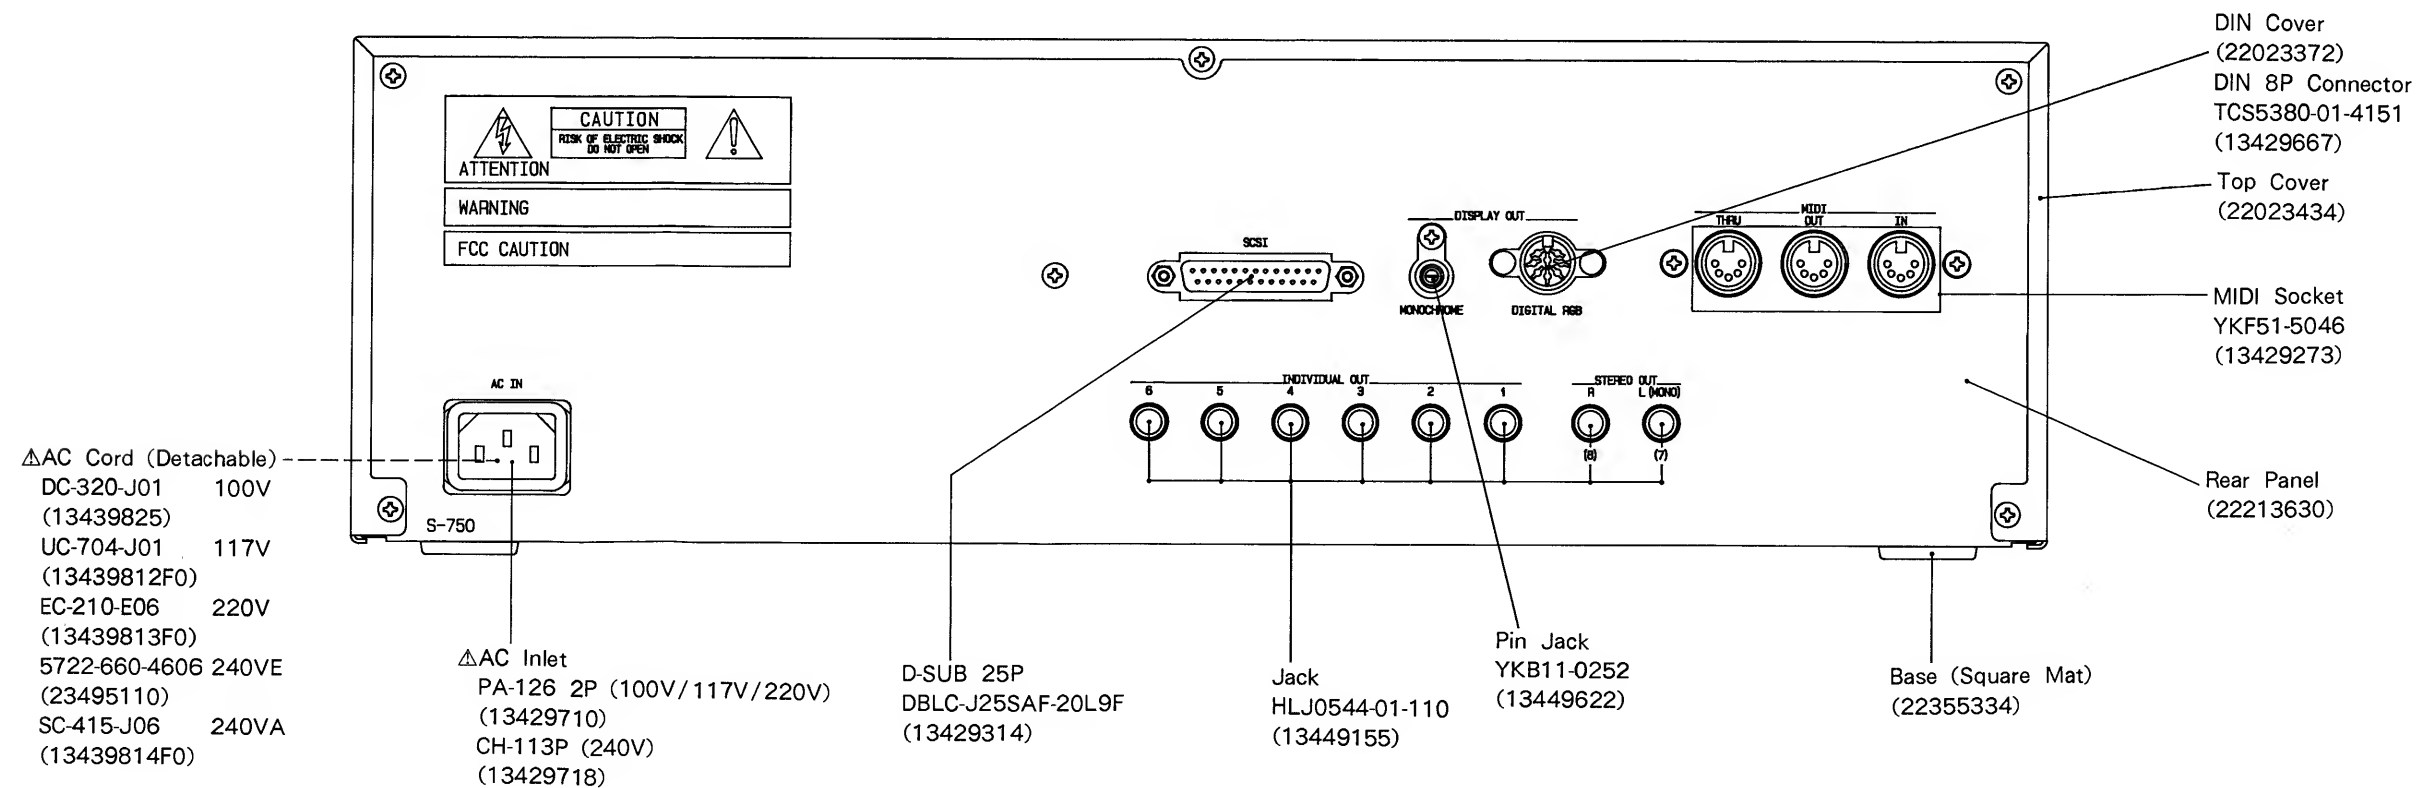 DIN Cover
(22023372)
DIN 8P Connector
TCS5380-01-4151
(13429667)
Top Cover
(22023434)
MIDI Socket
YKF51-5046
(13429273)
Rear Panel
(22213630)
CAUTION
RISK OF ELECTRIC SHOCK
DO NOT OPEN
ATTENTION
WARNING
FCC CAUTION
SCSI
DISPLAY OUT
MONOCHROME
DIGITAL RGB
MIDI
THRU OUT IN
AC IN
INDIVIDUAL OUT
6 5 4 3 2 1
STEREO OUT
R L (MONO)
(8) (7)
S-750
⚠AC Cord (Detachable)
DC-320-J01 100V
(13439825)
UC-704-J01 117V
(13439812F0)
EC-210-E06 220V
(13439813F0)
5722-660-4606 240VE
(23495110)
SC-415-J06 240VA
(13439814F0)
⚠AC Inlet
PA-126 2P (100V/117V/220V)
(13429710)
CH-113P (240V)
(13429718)
D-SUB 25P
DBLC-J25SAF-20L9F
(13429314)
Jack
HLJ0544-01-110
(13449155)
Pin Jack
YKB11-0252
(13449622)
Base (Square Mat)
(22355334)